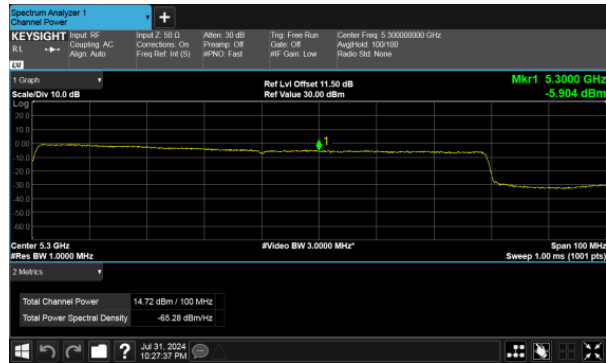 Spectrum Analyzer 1
Channel Power
+
KEYSIGHT Input: RF Input Z: 50 Ω Atten: 30 dB Trig: Free Run Center Freq: 5.300000000 GHz
RL Coupling: AC Corrections: On Preamp: Off Gate: Off Avg|Hold: 100/100
Align: Auto Freq Ref: Int (S) #PNO: Fast #IF Gain: Low Radio Std: None
LXI
1 Graph Ref Lvl Offset 11.50 dB Mkr1 5.3000 GHz
Scale/Div 10.0 dB Ref Value 30.00 dBm -5.904 dBm
Log
20.0
10.0
0.00
1
-10.0
-20.0
-30.0
-40.0
-50.0
-60.0
Center 5.3 GHz #Video BW 3.0000 MHz* Span 100 MHz
#Res BW 1.0000 MHz Sweep 1.00 ms (1001 pts)
2 Metrics
Total Channel Power 14.72 dBm / 100 MHz
Total Power Spectral Density -65.28 dBm/Hz
? Jul 31, 2024
10:27:37 PM